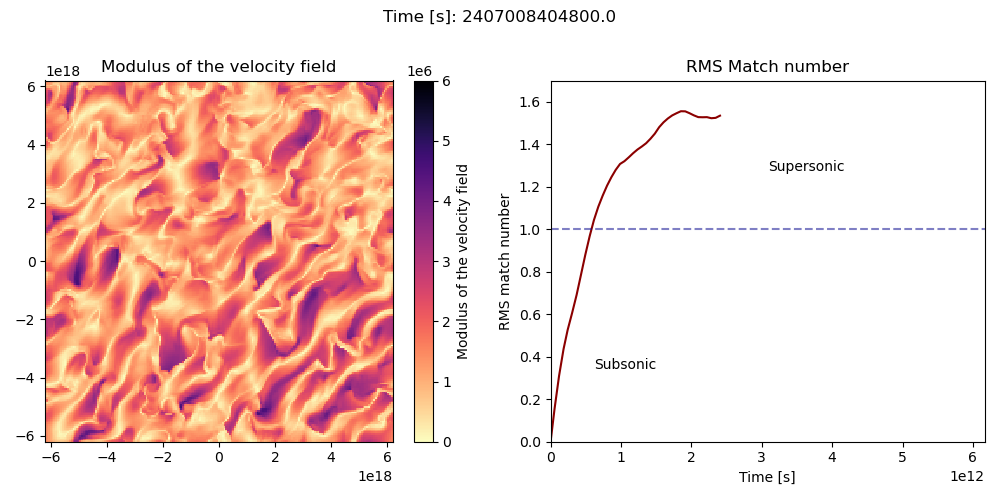 Time [s]: 2407008404800.0
Modulus of the velocity field
1e18
6
4
2
0
−2
−4
−6
−6 −4 −2 0 2 4 6
1e18
1e6
6
5
4
3
2
1
0
Modulus of the velocity field
RMS Match number
RMS match number
1.6
1.4
1.2
1.0
0.8
0.6
0.4
0.2
0.0
Supersonic
Subsonic
0 1 2 3 4 5 6
Time [s]
1e12